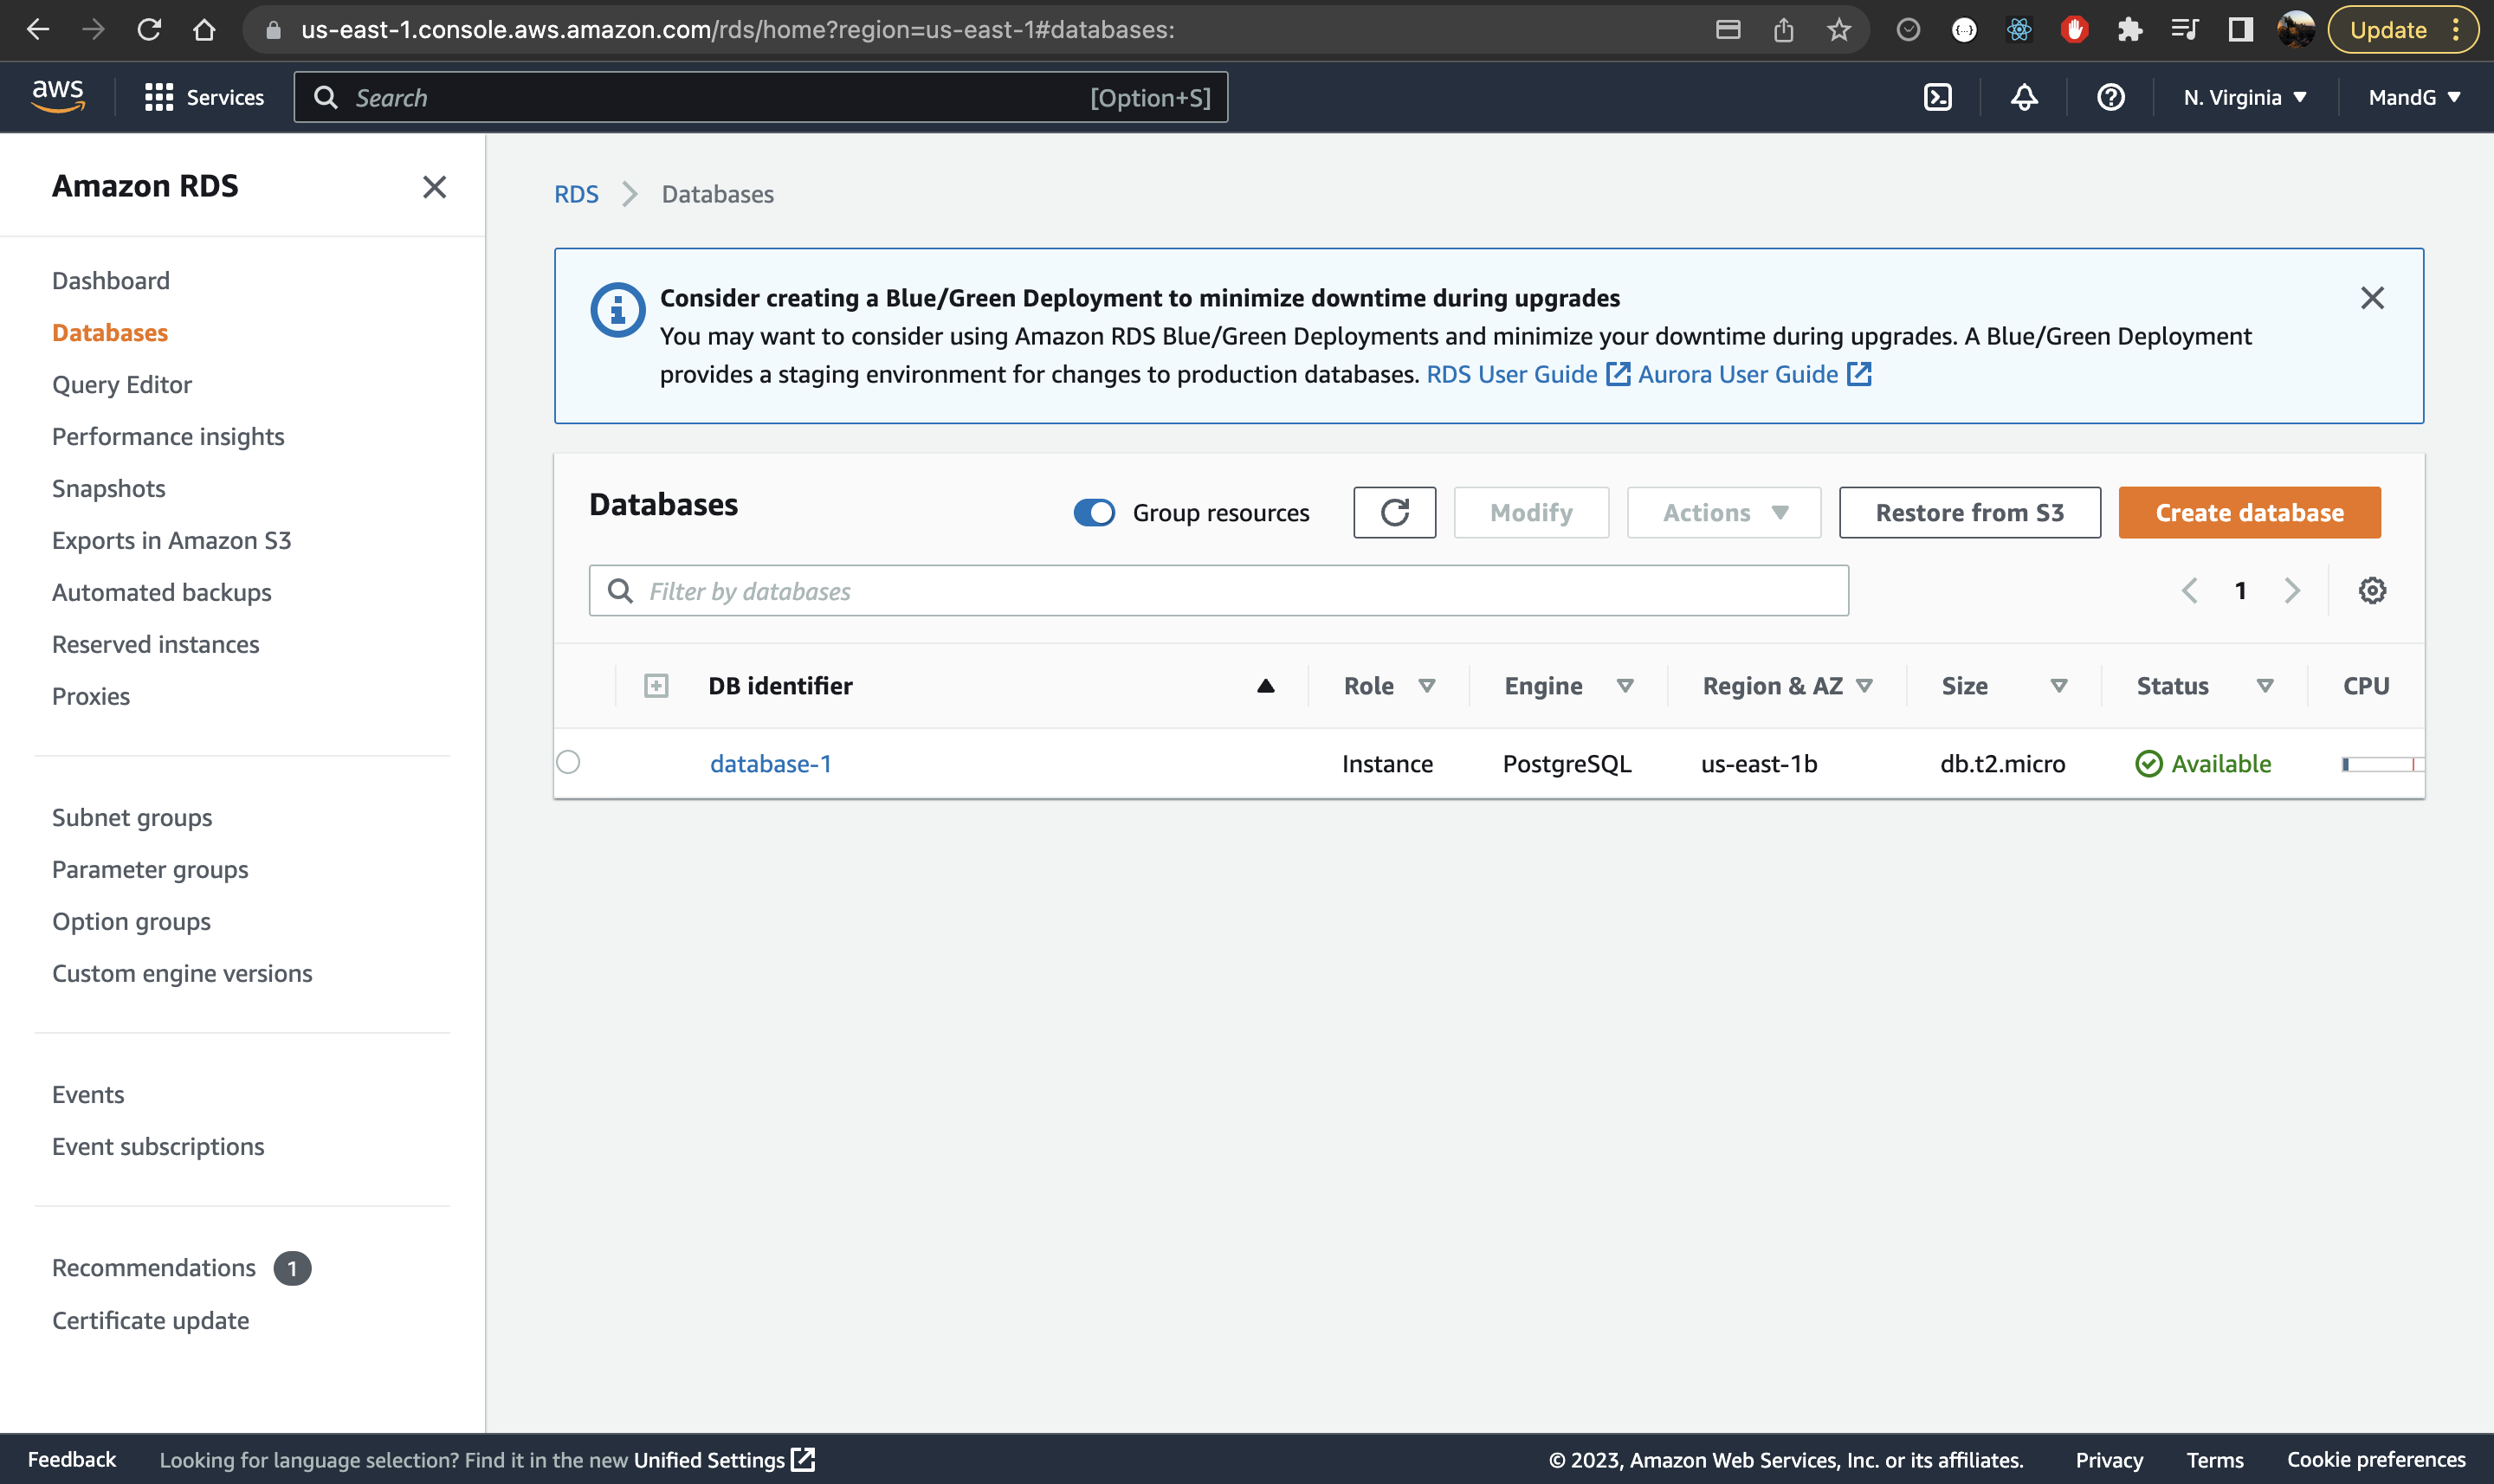 us-east-1.console.aws.amazon.com/rds/home?region=us-east-1#databases:
Update
aws
Services
Search
[Option+S]
N. Virginia
MandG
Amazon RDS
Dashboard
Databases
Query Editor
Performance insights
Snapshots
Exports in Amazon S3
Automated backups
Reserved instances
Proxies
Subnet groups
Parameter groups
Option groups
Custom engine versions
Events
Event subscriptions
Recommendations 1
Certificate update
RDS Databases
Consider creating a Blue/Green Deployment to minimize downtime during upgrades
You may want to consider using Amazon RDS Blue/Green Deployments and minimize your downtime during upgrades. A Blue/Green Deployment
provides a staging environment for changes to production databases. RDS User Guide Aurora User Guide
Databases
Group resources
Modify
Actions
Restore from S3
Create database
Filter by databases
1
DB identifier Role Engine Region & AZ Size Status CPU
database-1 Instance PostgreSQL us-east-1b db.t2.micro Available
Feedback
Looking for language selection? Find it in the new Unified Settings
© 2023, Amazon Web Services, Inc. or its affiliates.
Privacy
Terms
Cookie preferences